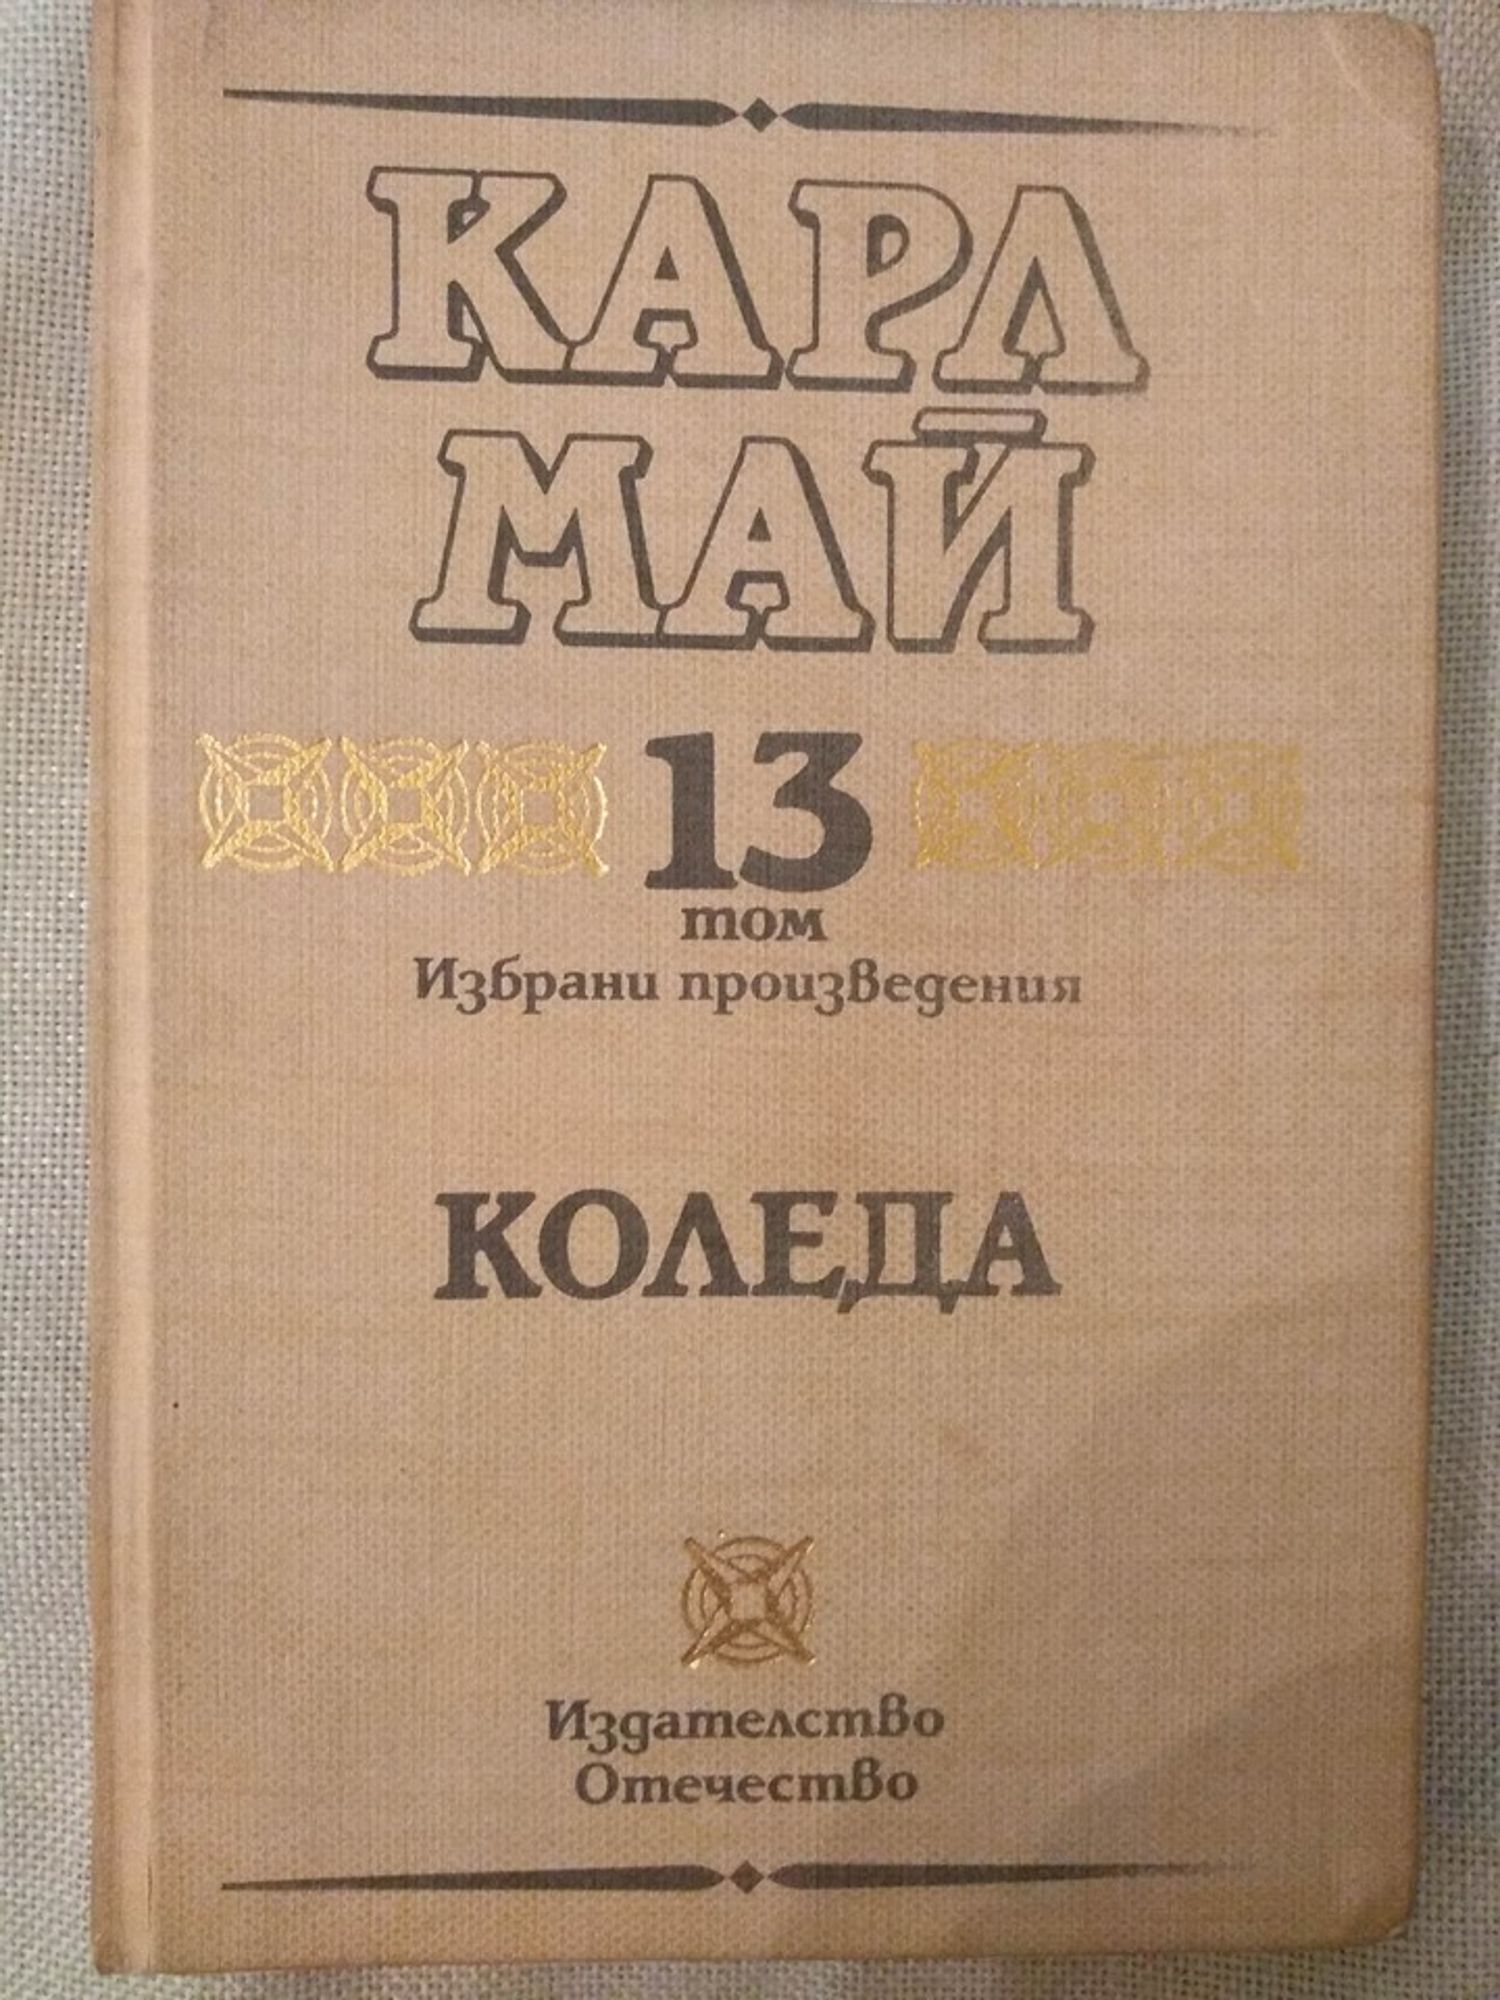 КАРЛ
МАЙ
13
том
Избрани произведения
КОЛЕДА
Издателство
Отечество